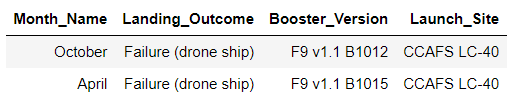 Month_Name Landing_Outcome Booster_Version Launch_Site
October Failure (drone ship) F9 v1.1 B1012 CCAFS LC-40
April Failure (drone ship) F9 v1.1 B1015 CCAFS LC-40